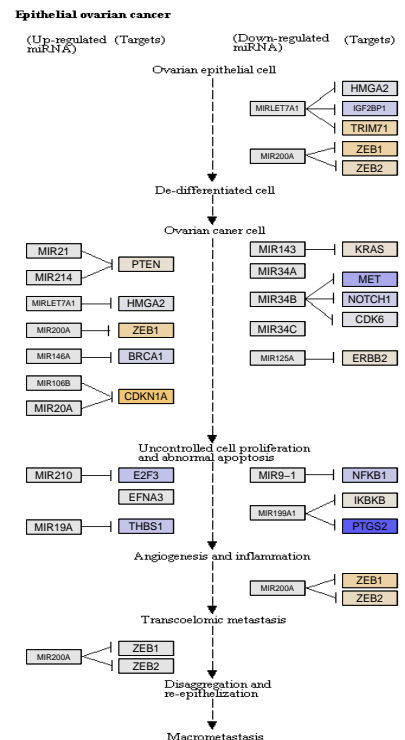 Epithelial ovarian cancer
(Up-regulated miRNA) (Targets)
(Down-regulated miRNA) (Targets)
Ovarian epithelial cell
MIRLET7A1
HMGA2
IGF2BP1
TRIM71
MIR200A
ZEB1
ZEB2
De-differentiated cell
Ovarian caner cell
MIR21
MIR214
PTEN
MIRLET7A1
HMGA2
MIR200A
ZEB1
MIR146A
BRCA1
MIR106B
MIR20A
CDKN1A
MIR143
KRAS
MIR34A
MIR34B
MIR34C
MET
NOTCH1
CDK6
MIR125A
ERBB2
Uncontrolled cell proliferation
and abnormal apoptosis
MIR210
E2F3
EFNA3
MIR19A
THBS1
MIR9-1
NFKB1
MIR199A1
IKBKB
PTGS2
Angiogenesis and inflammation
MIR200A
ZEB1
ZEB2
Transcoelomic metastasis
MIR200A
ZEB1
ZEB2
Disaggregation and
re-epithelization
Macrometastasis